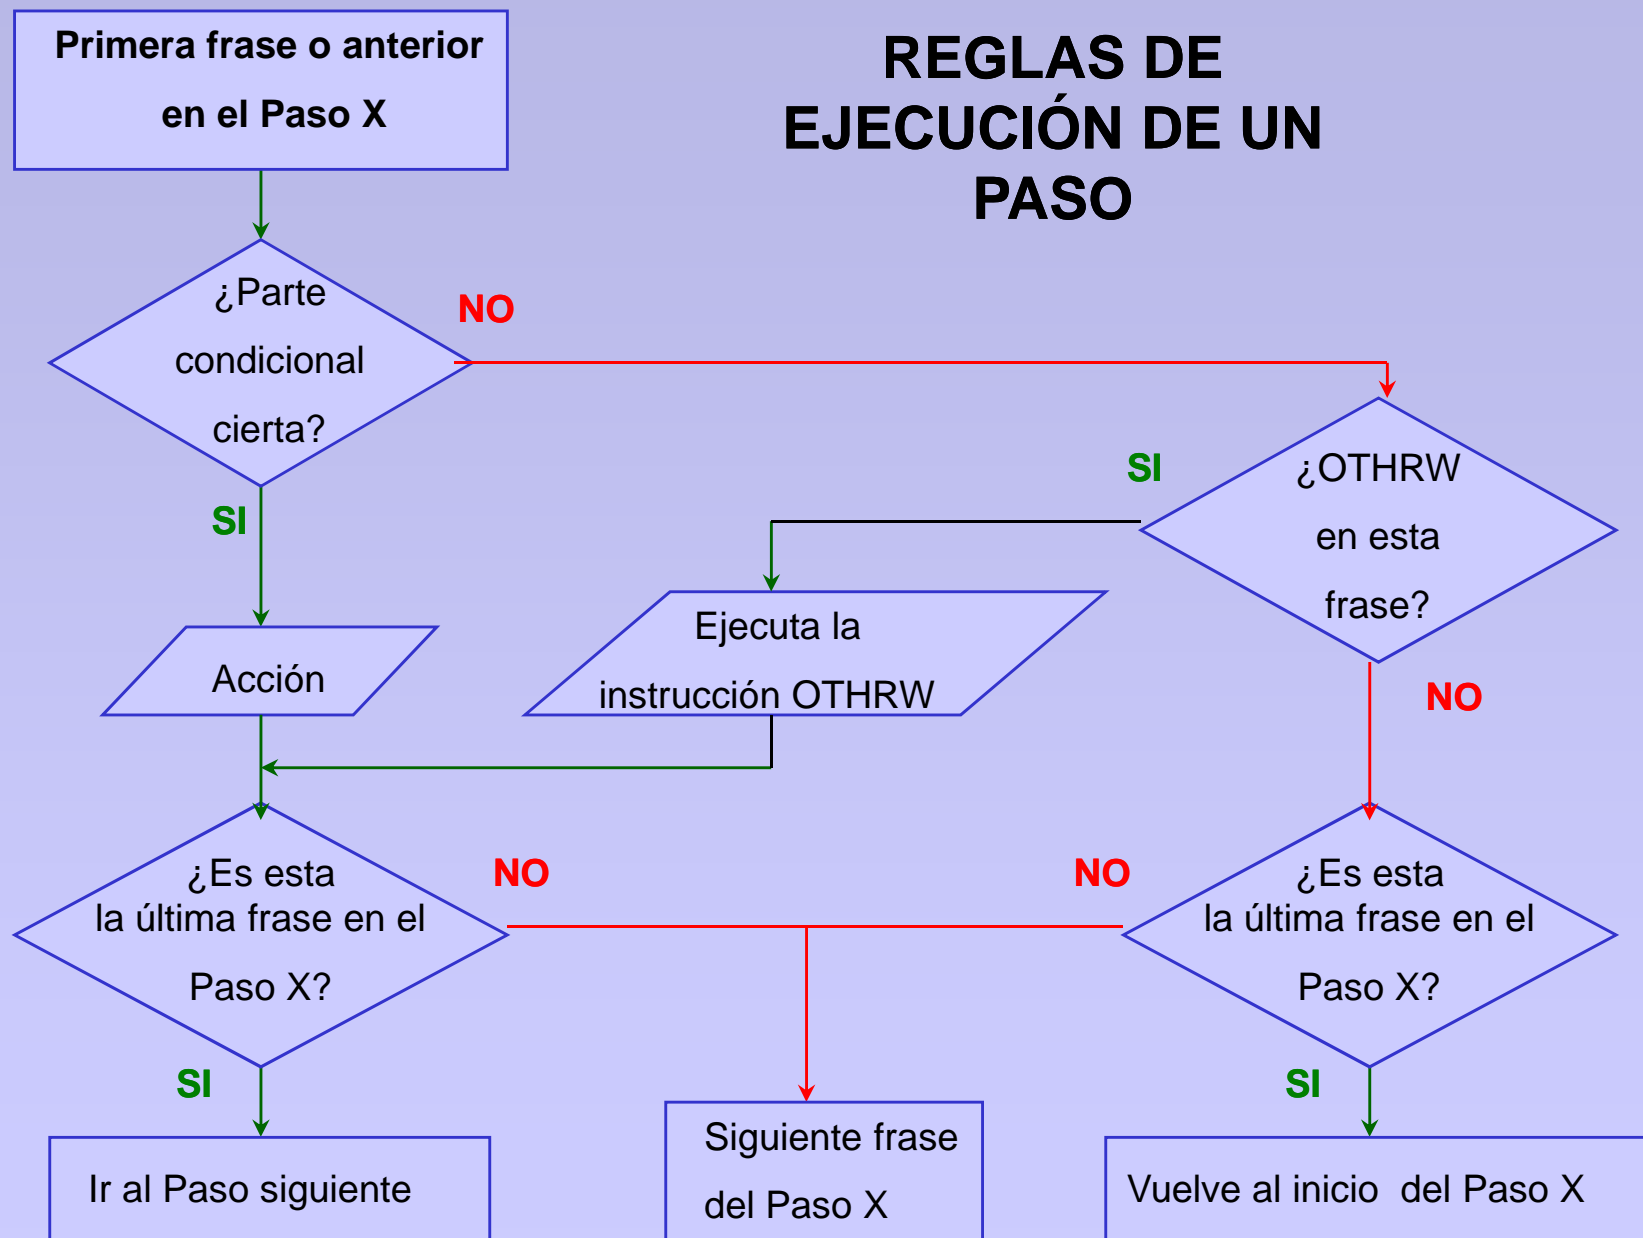 Primera frase o anterior
en el Paso X
REGLAS DE
EJECUCIÓN DE UN
PASO
¿Parte
condicional
cierta?
NO
SI
¿OTHRW
en esta
frase?
SI
NO
Acción
Ejecuta la
instrucción OTHRW
¿Es esta
la última frase en el
Paso X?
NO
NO
¿Es esta
la última frase en el
Paso X?
SI
SI
Ir al Paso siguiente
Siguiente frase
del Paso X
Vuelve al inicio del Paso X